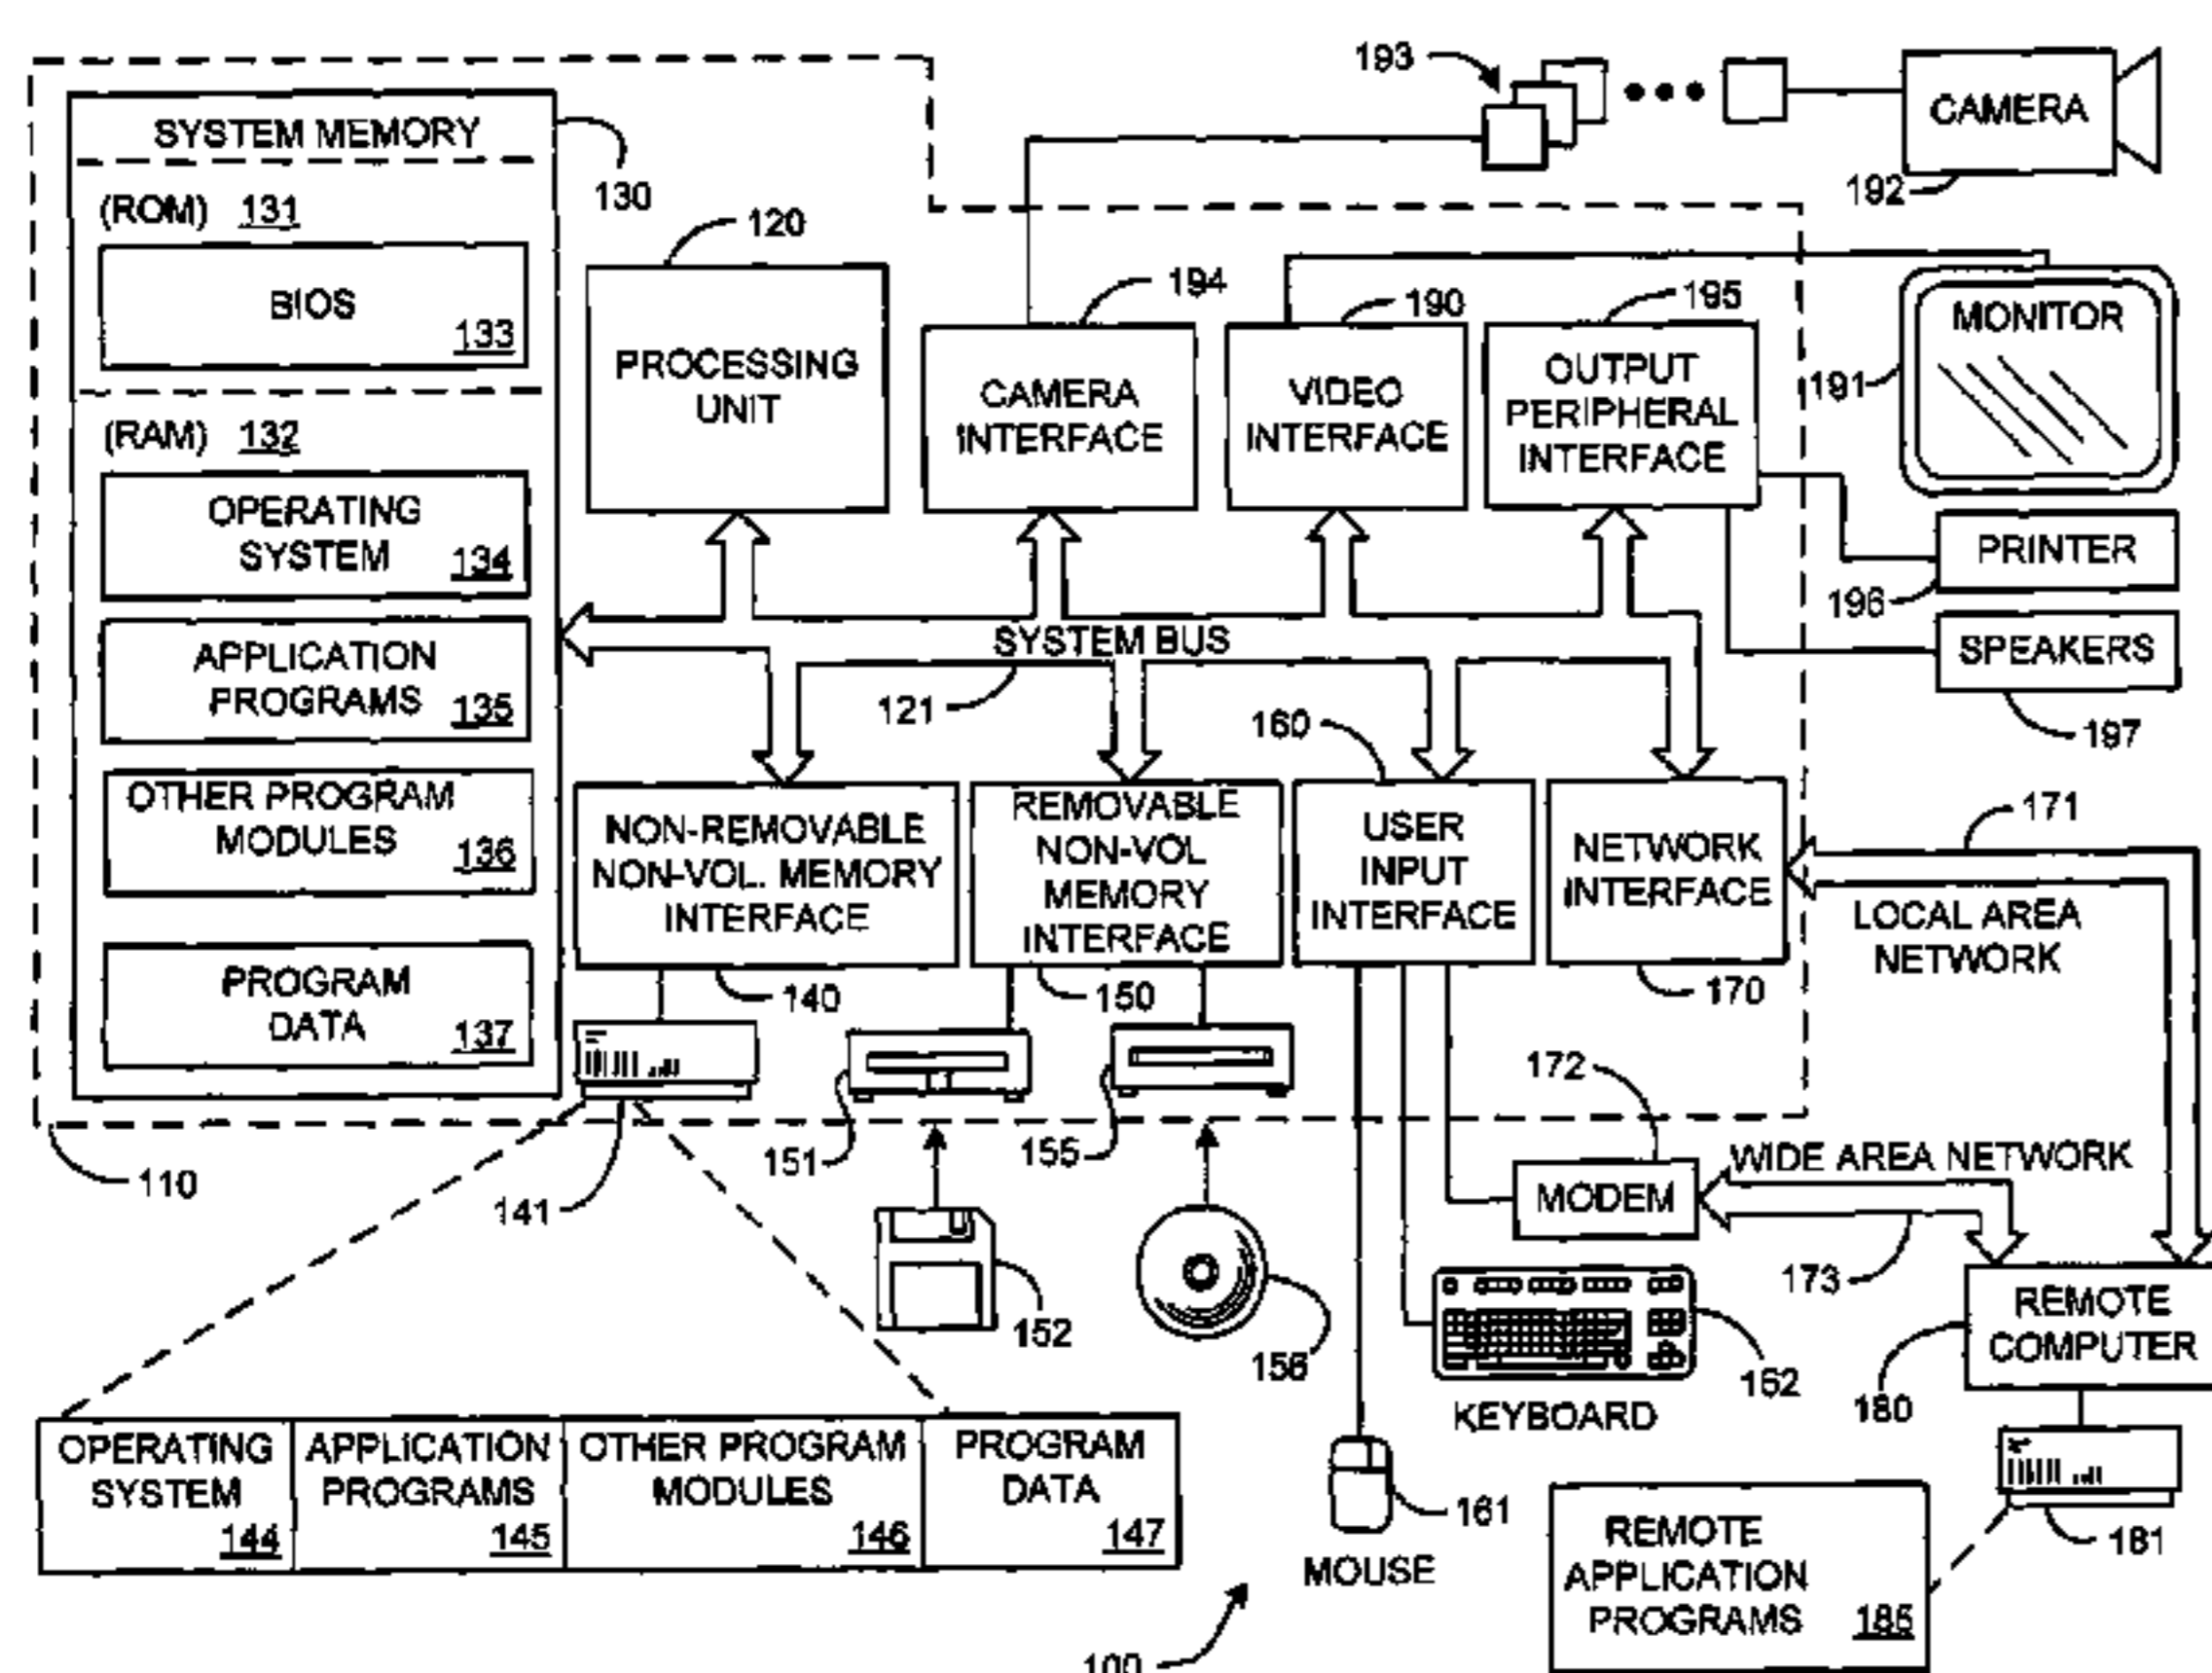 193
CAMERA
192
SYSTEM MEMORY
130
(ROM) 131
BIOS
133
120
PROCESSING
UNIT
194
CAMERA
INTERFACE
190
VIDEO
INTERFACE
195
OUTPUT
PERIPHERAL
INTERFACE
MONITOR
191
(RAM) 132
OPERATING
SYSTEM 134
PRINTER
196
SPEAKERS
197
APPLICATION
PROGRAMS 135
SYSTEM BUS
121
OTHER PROGRAM
MODULES 136
NON-REMOVABLE
NON-VOL. MEMORY
INTERFACE
140
REMOVABLE
NON-VOL
MEMORY
INTERFACE
150
160
USER
INPUT
INTERFACE
NETWORK
INTERFACE
170
171
LOCAL AREA
NETWORK
PROGRAM
DATA 137
110
141
151
155
152
156
172
MODEM
WIDE AREA NETWORK
173
REMOTE
COMPUTER
180
162
KEYBOARD
OPERATING
SYSTEM
144
APPLICATION
PROGRAMS
145
OTHER PROGRAM
MODULES
146
PROGRAM
DATA
147
161
MOUSE
181
REMOTE
APPLICATION
PROGRAMS 185
100